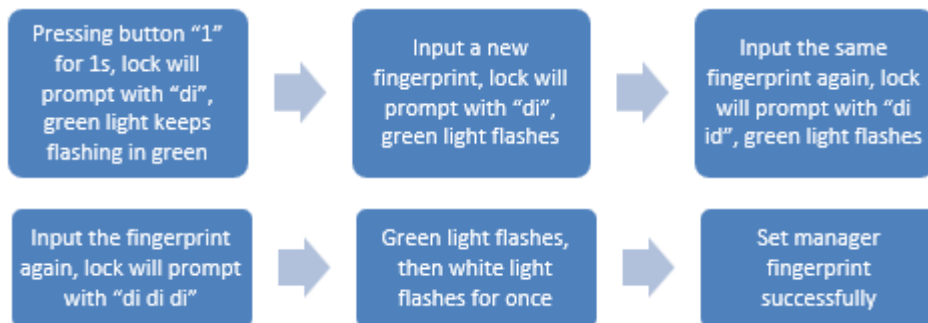 Pressing button “1”
for 1s, lock will
prompt with “di”,
green light keeps
flashing in green
Input a new
fingerprint, lock will
prompt with “di”,
green light flashes
Input the same
fingerprint again, lock
will prompt with “di
id”, green light flashes
Input the fingerprint
again, lock will prompt
with “di di di”
Green light flashes,
then white light
flashes for once
Set manager
fingerprint
successfully